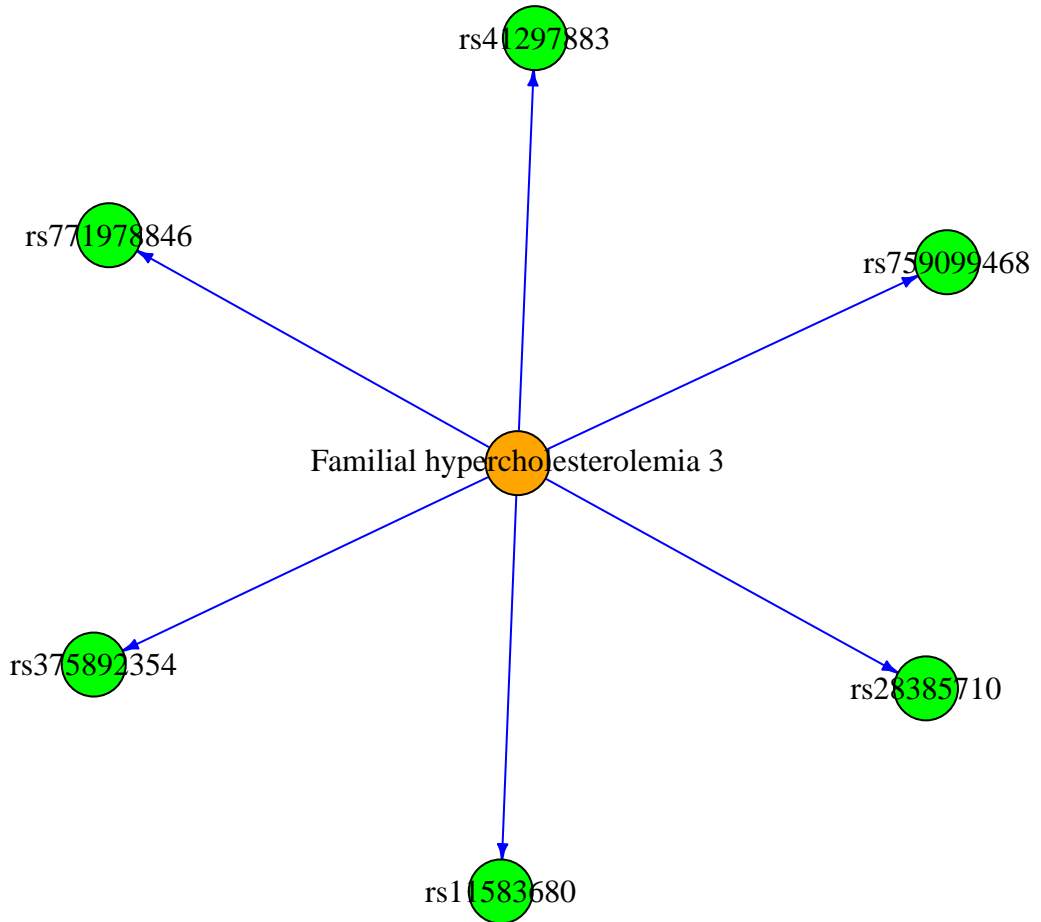 rs41297883
rs771978846
rs759099468
Familial hypercholesterolemia 3
rs375892354
rs28385710
rs11583680